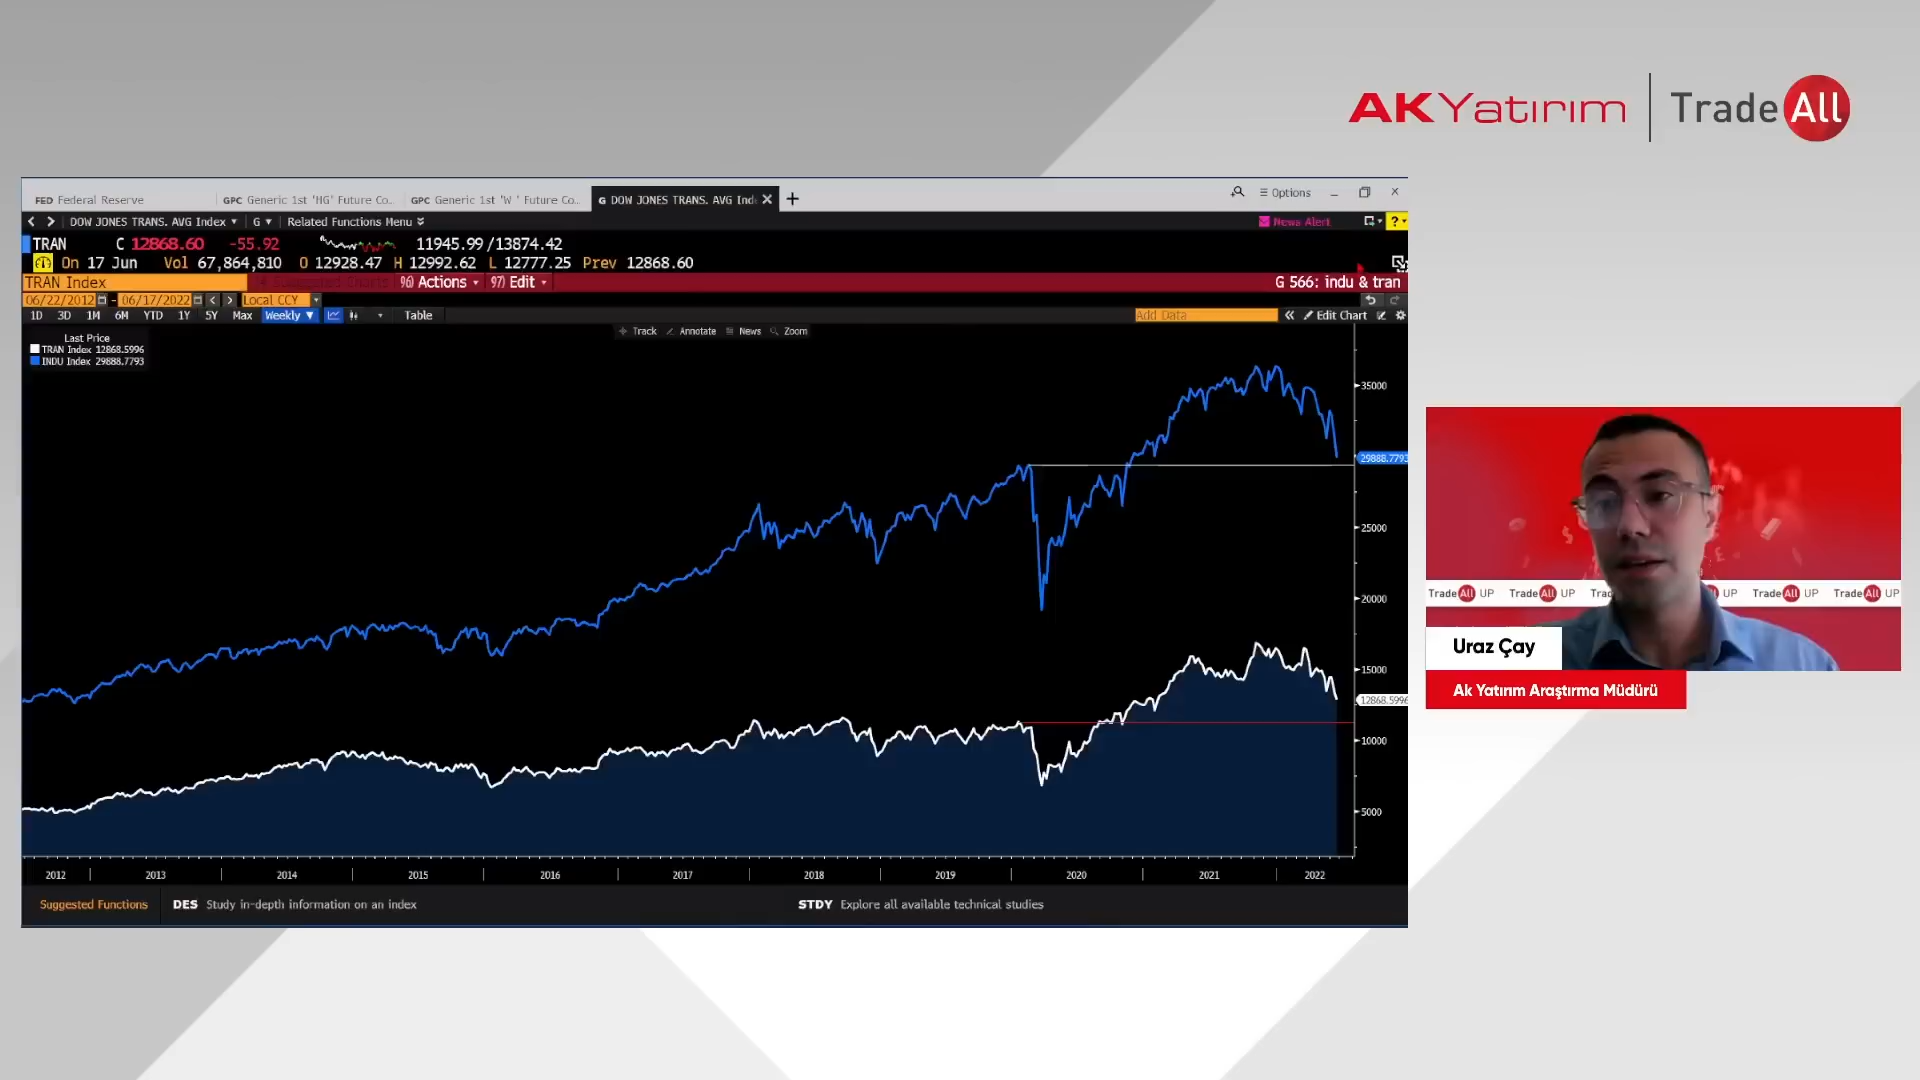 AKYatırım | TradeAll
FED Federal Reserve GPC Generic 1st 'HG' Future Co... GPC Generic 1st 'W ' Future Co... G DOW JONES TRANS. AVG Ind Options
DOW JONES TRANS. AVG Index G Related Functions Menu News Alert ?
TRAN C 12868.60 -55.92 11945.99 /13874.42
On 17 Jun Vol 67,864,810 O 12928.47 H 12992.62 L 12777.25 Prev 12868.60
TRAN Index 96) Actions 97) Edit G 566: indu & tran
06/22/2012 - 06/17/2022 Local CCY
1D 3D 1M 6M YTD 1Y 5Y Max Weekly Table Add Data Edit Chart
Track Annotate News Zoom
Last Price
TRAN Index 12868.5996
INDU Index 29888.7793
35000
29888.7793
25000
20000
15000
12868.5996
10000
5000
2012 2013 2014 2015 2016 2017 2018 2019 2020 2021 2022
Suggested Functions DES Study in-depth information on an index STDY Explore all available technical studies
TradeAll UP TradeAll UP UP TradeAll UP TradeAll UP
Uraz Çay
Ak Yatırım Araştırma Müdürü